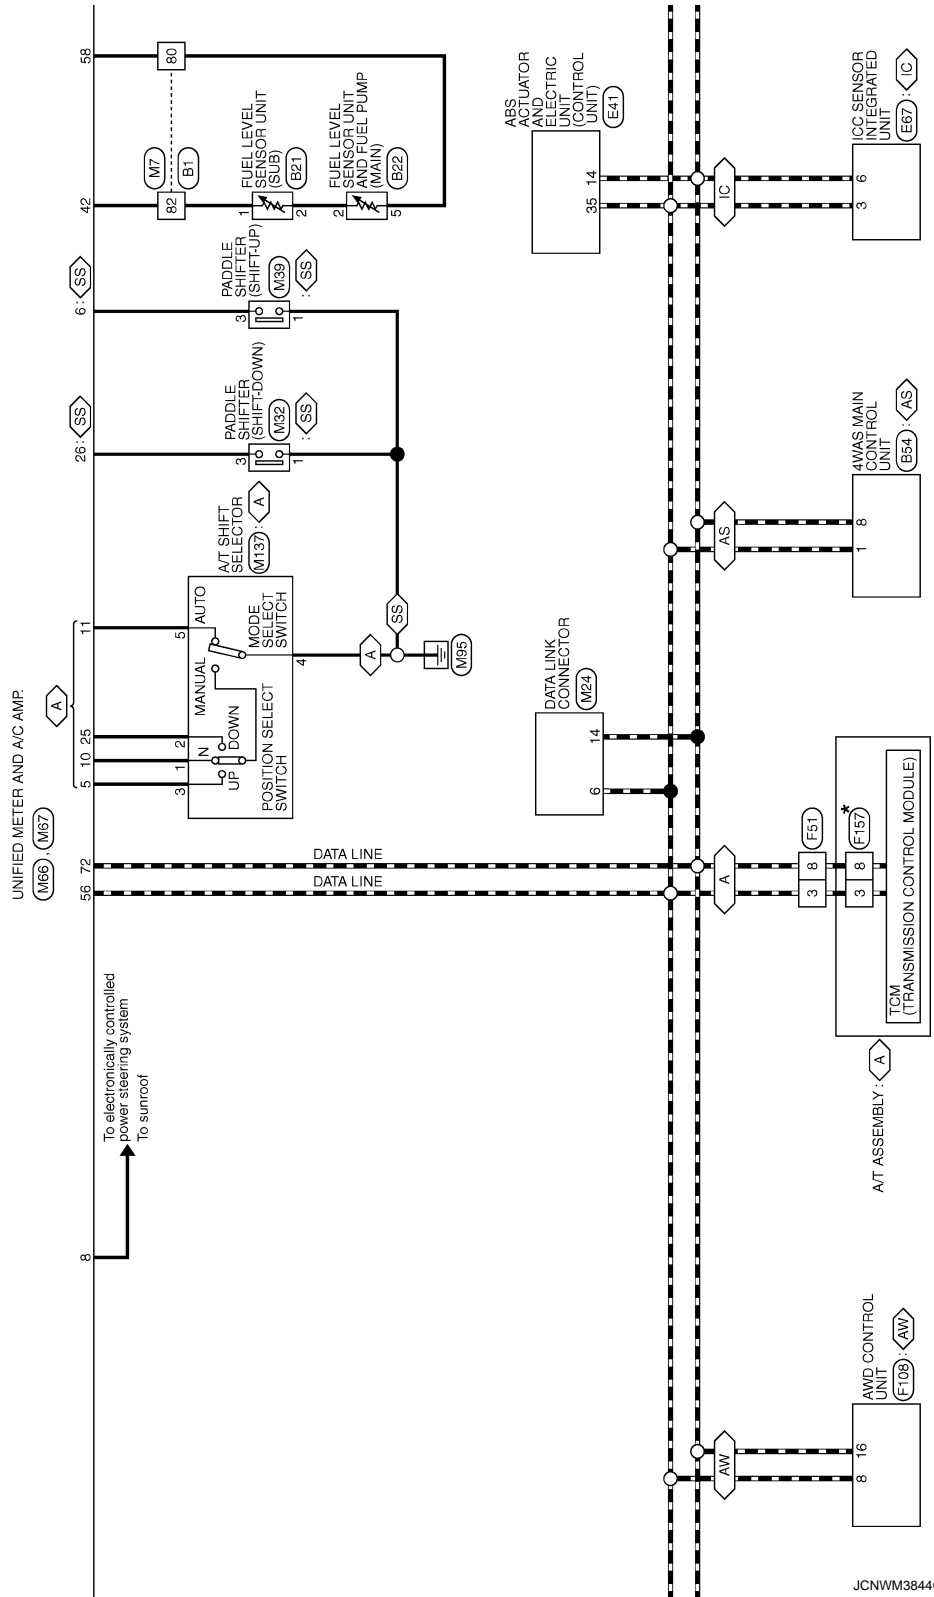 UNIFIED METER AND A/C AMP.
M66 , M67
A
5
10
25
11
26 : SS
6 : SS
42
58
M7
B1
82
80
FUEL LEVEL
SENSOR UNIT
(SUB)
B21
1
2
FUEL LEVEL
SENSOR UNIT
AND FUEL PUMP
(MAIN)
B22
2
5
PADDLE
SHIFTER
(SHIFT-UP)
M39
: SS
3
1
PADDLE
SHIFTER
(SHIFT-DOWN)
M32
: SS
3
1
A/T SHIFT
SELECTOR
M137 : A
3
1
2
5
4
UP
N
DOWN
MANUAL
AUTO
POSITION SELECT
SWITCH
MODE
SELECT
SWITCH
A
SS
M95
8
To electronically controlled
power steering system
To sunroof
56
72
DATA LINE
DATA LINE
DATA LINK
CONNECTOR
M24
6
14
ABS
ACTUATOR
AND
ELECTRIC
UNIT
(CONTROL
UNIT)
E41
35
14
AW
A
AS
IC
8
16
AWD CONTROL
UNIT
F108 : AW
3
8
F51
3
8
F157
*
TCM
(TRANSMISSION CONTROL MODULE)
A/T ASSEMBLY : A
1
8
4WAS MAIN
CONTROL
UNIT
B54 : AS
3
6
ICC SENSOR
INTEGRATED
UNIT
E67 : IC